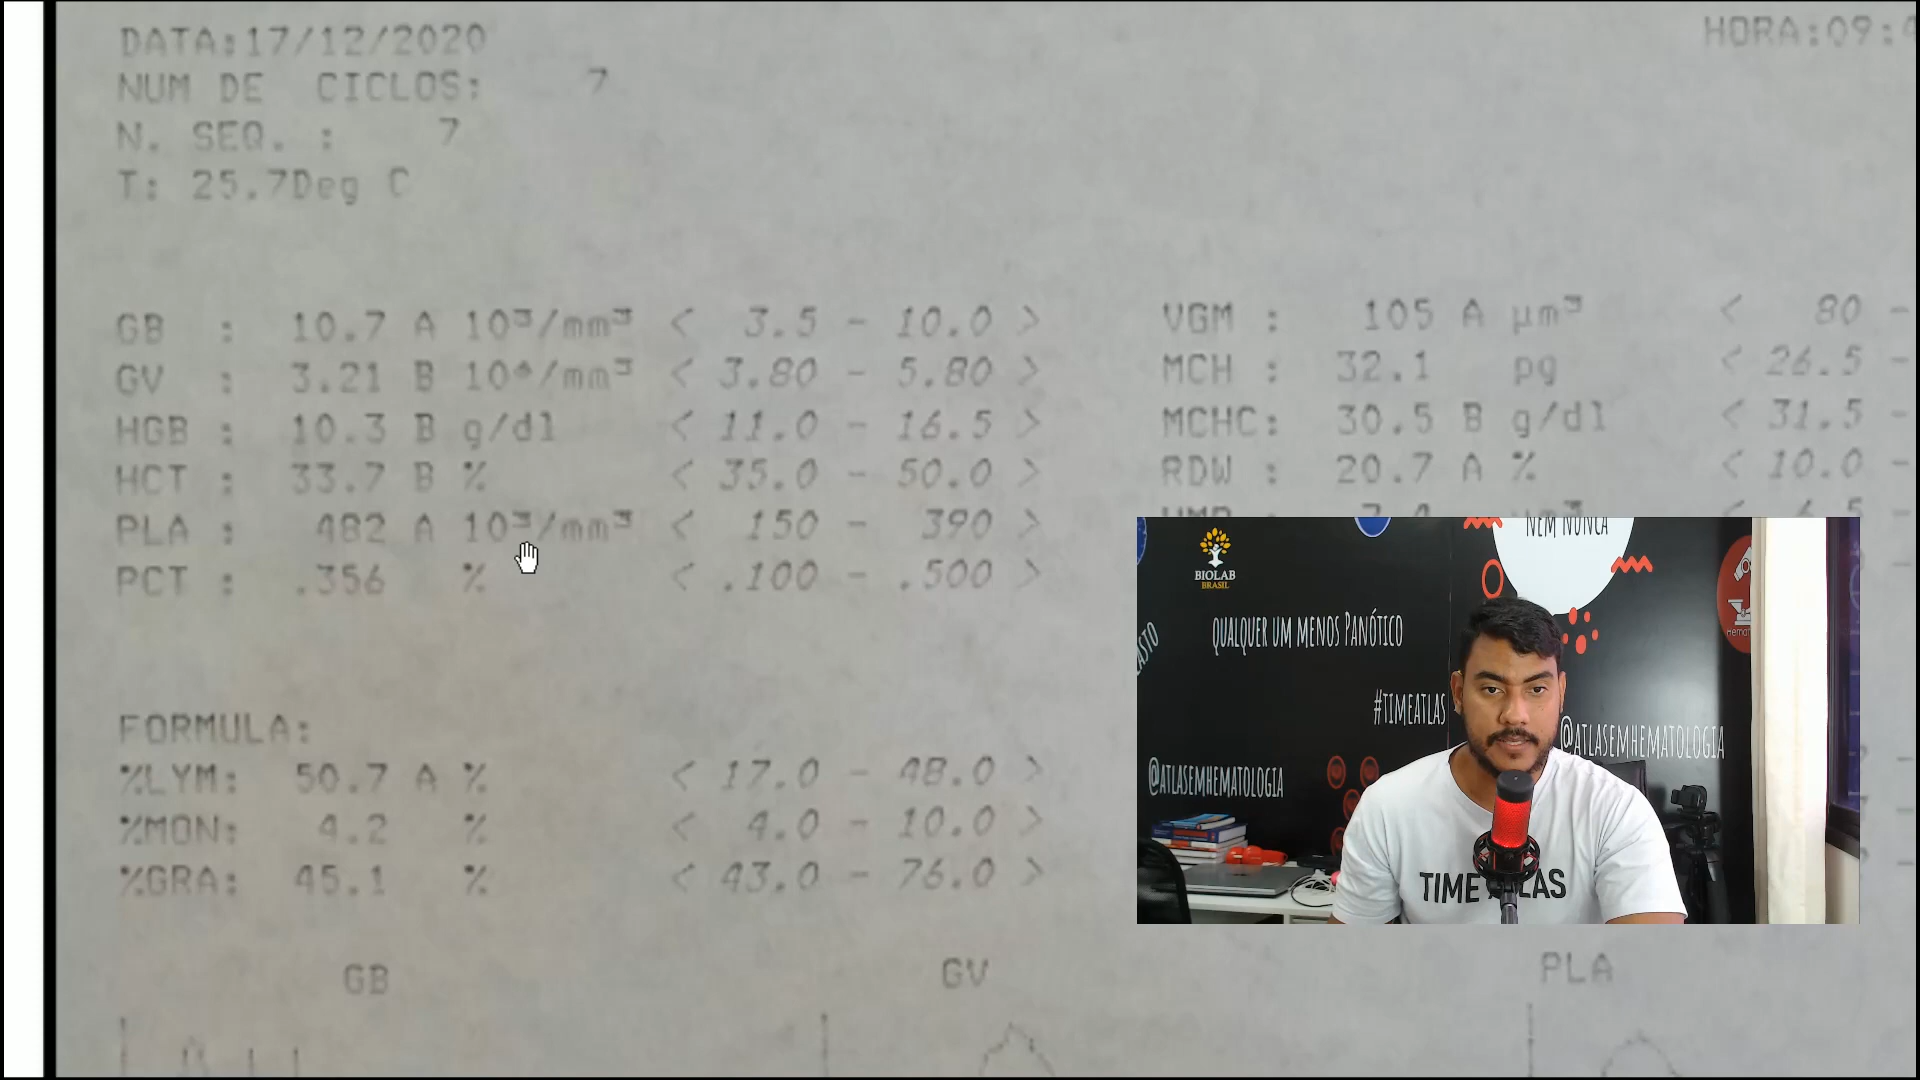 DATA:17/12/2020
HORA:09:4
NUM DE CICLOS: 7
N. SEQ. : 7
T: 25.7Deg C
GB : 10.7 A 10³/mm³ < 3.5 - 10.0 >
VGM : 105 A µm³ < 80 -
GV : 3.21 B 10⁶/mm³ < 3.80 - 5.80 >
MCH : 32.1 pg < 26.5 -
HGB : 10.3 B g/dl < 11.0 - 16.5 >
MCHC: 30.5 B g/dl < 31.5 -
HCT : 33.7 B % < 35.0 - 50.0 >
RDW : 20.7 A % < 10.0 -
PLA : 482 A 10³/mm³ < 150 - 390 >
PCT : .356 % < .100 - .500 >
FORMULA:
%LYM: 50.7 A % < 17.0 - 48.0 >
%MON: 4.2 % < 4.0 - 10.0 >
%GRA: 45.1 % < 43.0 - 76.0 >
GB
GV
PLA
NEM NUNCA
BIOLAB
BRASIL
QUALQUER UM MENOS PANÓTICO
#TIMEATLAS
@ATLASEMHEMATOLOGIA
@ATLASEMHEMATOLOGIA